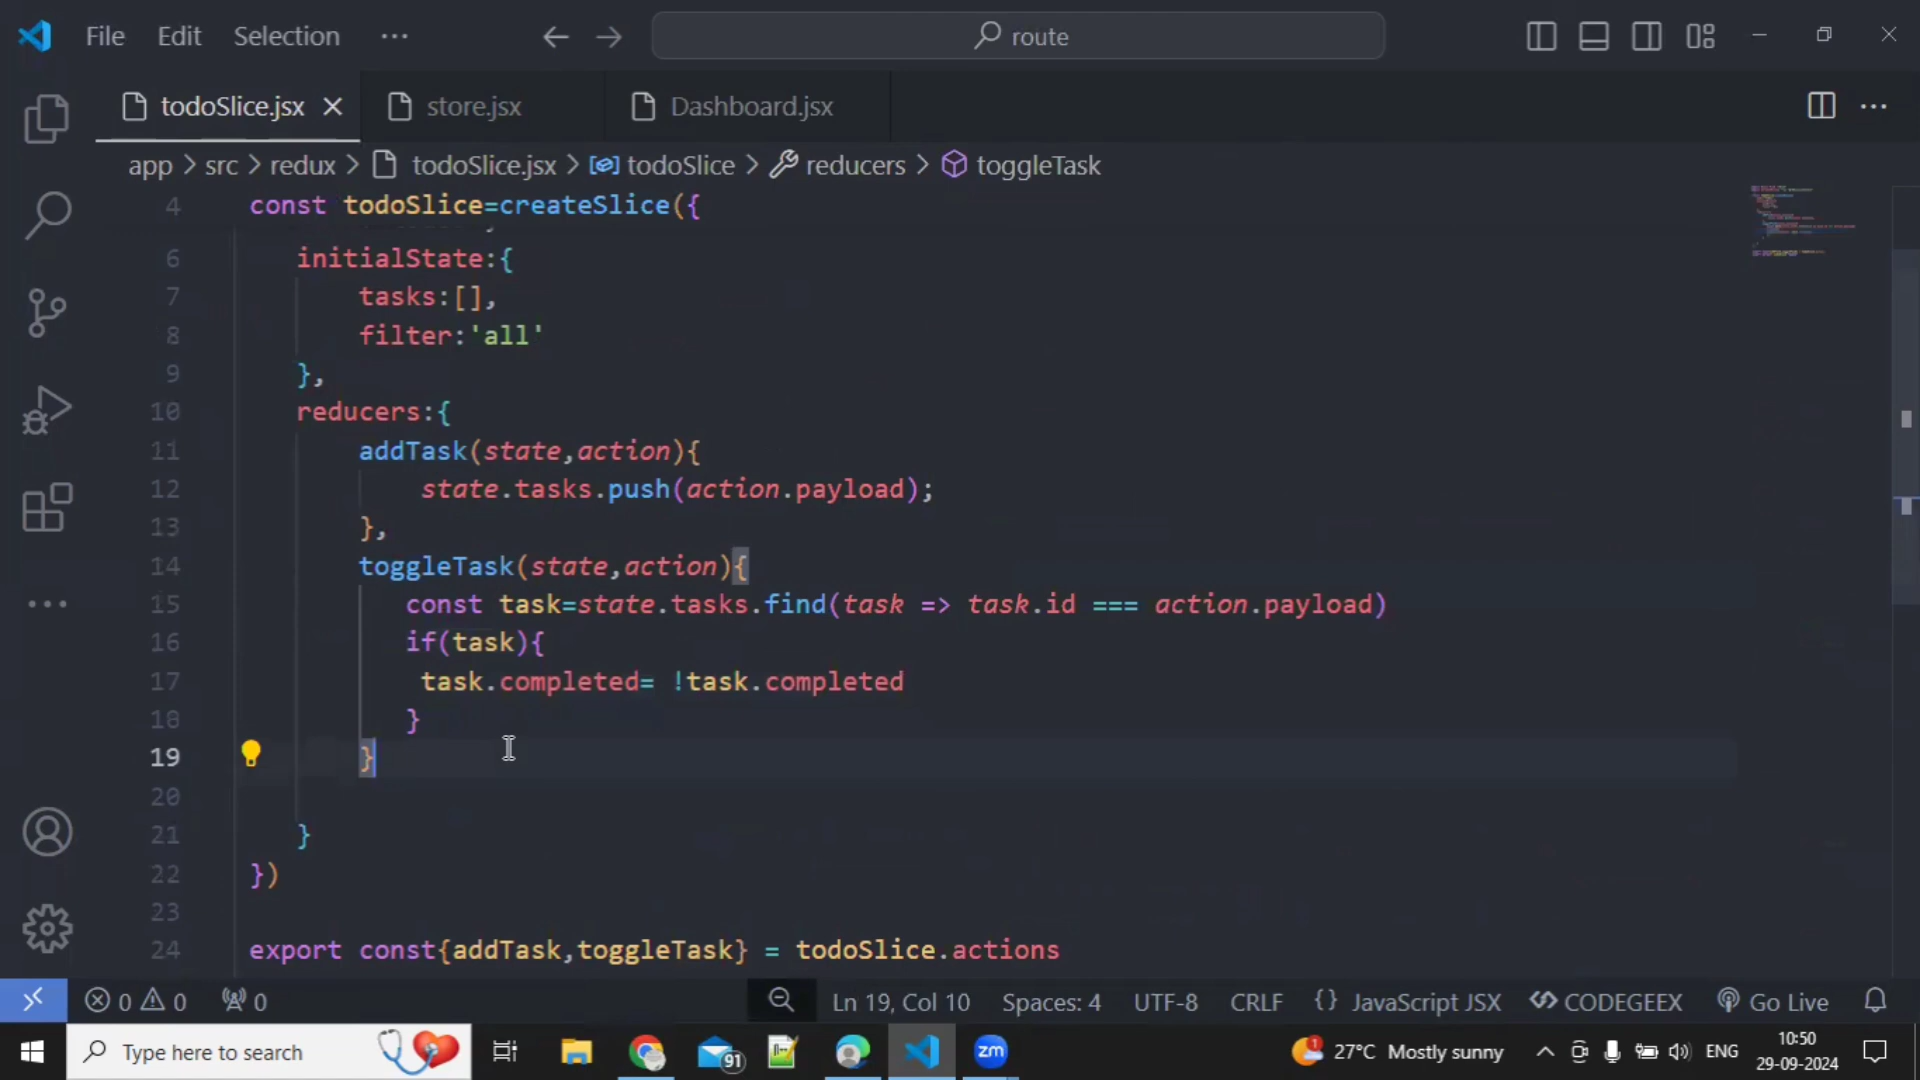 File Edit Selection ··· route
todoSlice.jsx store.jsx Dashboard.jsx
app > src > redux > todoSlice.jsx > todoSlice > reducers > toggleTask
4 const todoSlice=createSlice({
6 initialState:{
7 tasks:[],
8 filter:'all'
9 },
10 reducers:{
11 addTask(state,action){
12 state.tasks.push(action.payload);
13 },
14 toggleTask(state,action){
15 const task=state.tasks.find(task => task.id === action.payload)
16 if(task){
17 task.completed= !task.completed
18 }
19 }
20
21 }
22 })
23
24 export const{addTask,toggleTask} = todoSlice.actions
0 0 0 Ln 19, Col 10 Spaces: 4 UTF-8 CRLF {} JavaScript JSX CODEGEEX Go Live
Type here to search 91 zm 1 27°C Mostly sunny ENG 10:50
29-09-2024